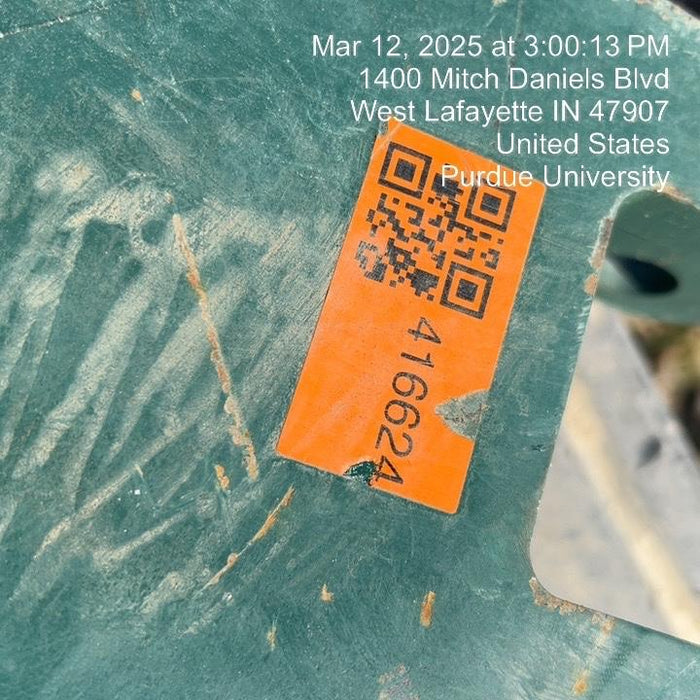 Mar 12, 2025 at 3:00:13 PM
1400 Mitch Daniels Blvd
West Lafayette IN 47907
United States
Purdue University
416624